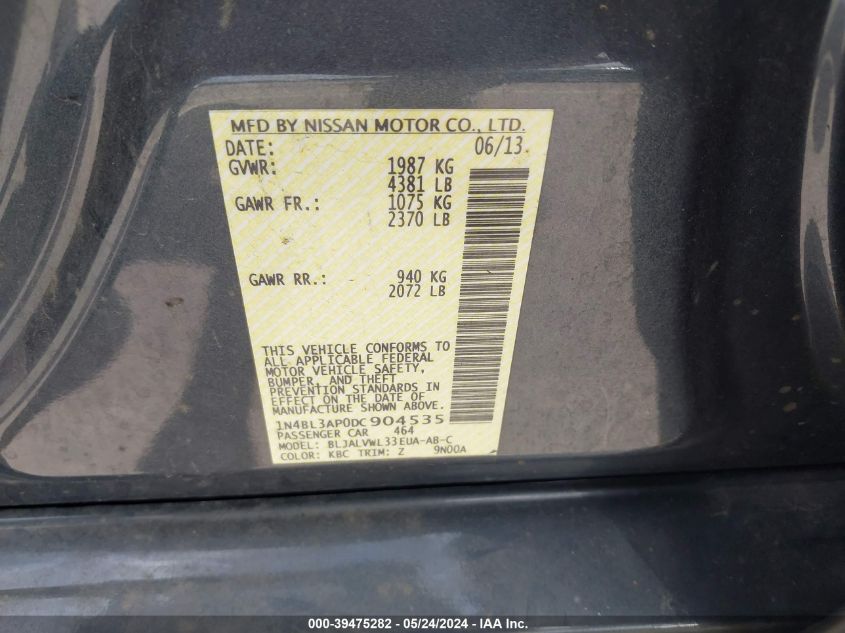 MFD BY NISSAN MOTOR CO., LTD.
DATE: 06/13.
GVWR: 1987 KG
4381 LB
GAWR FR.: 1075 KG
2370 LB
GAWR RR.: 940 KG
2072 LB
THIS VEHICLE CONFORMS TO
ALL APPLICABLE FEDERAL
MOTOR VEHICLE SAFETY,
BUMPER, AND THEFT
PREVENTION STANDARDS IN
EFFECT ON THE DATE OF
MANUFACTURE SHOWN ABOVE.
1N4BL3AP0DC904535
PASSENGER CAR 464
MODEL: BLJALVWL33EUA-AB-C
COLOR: KBC TRIM: Z 9N00A
000-39475282 - 05/24/2024 - IAA Inc.